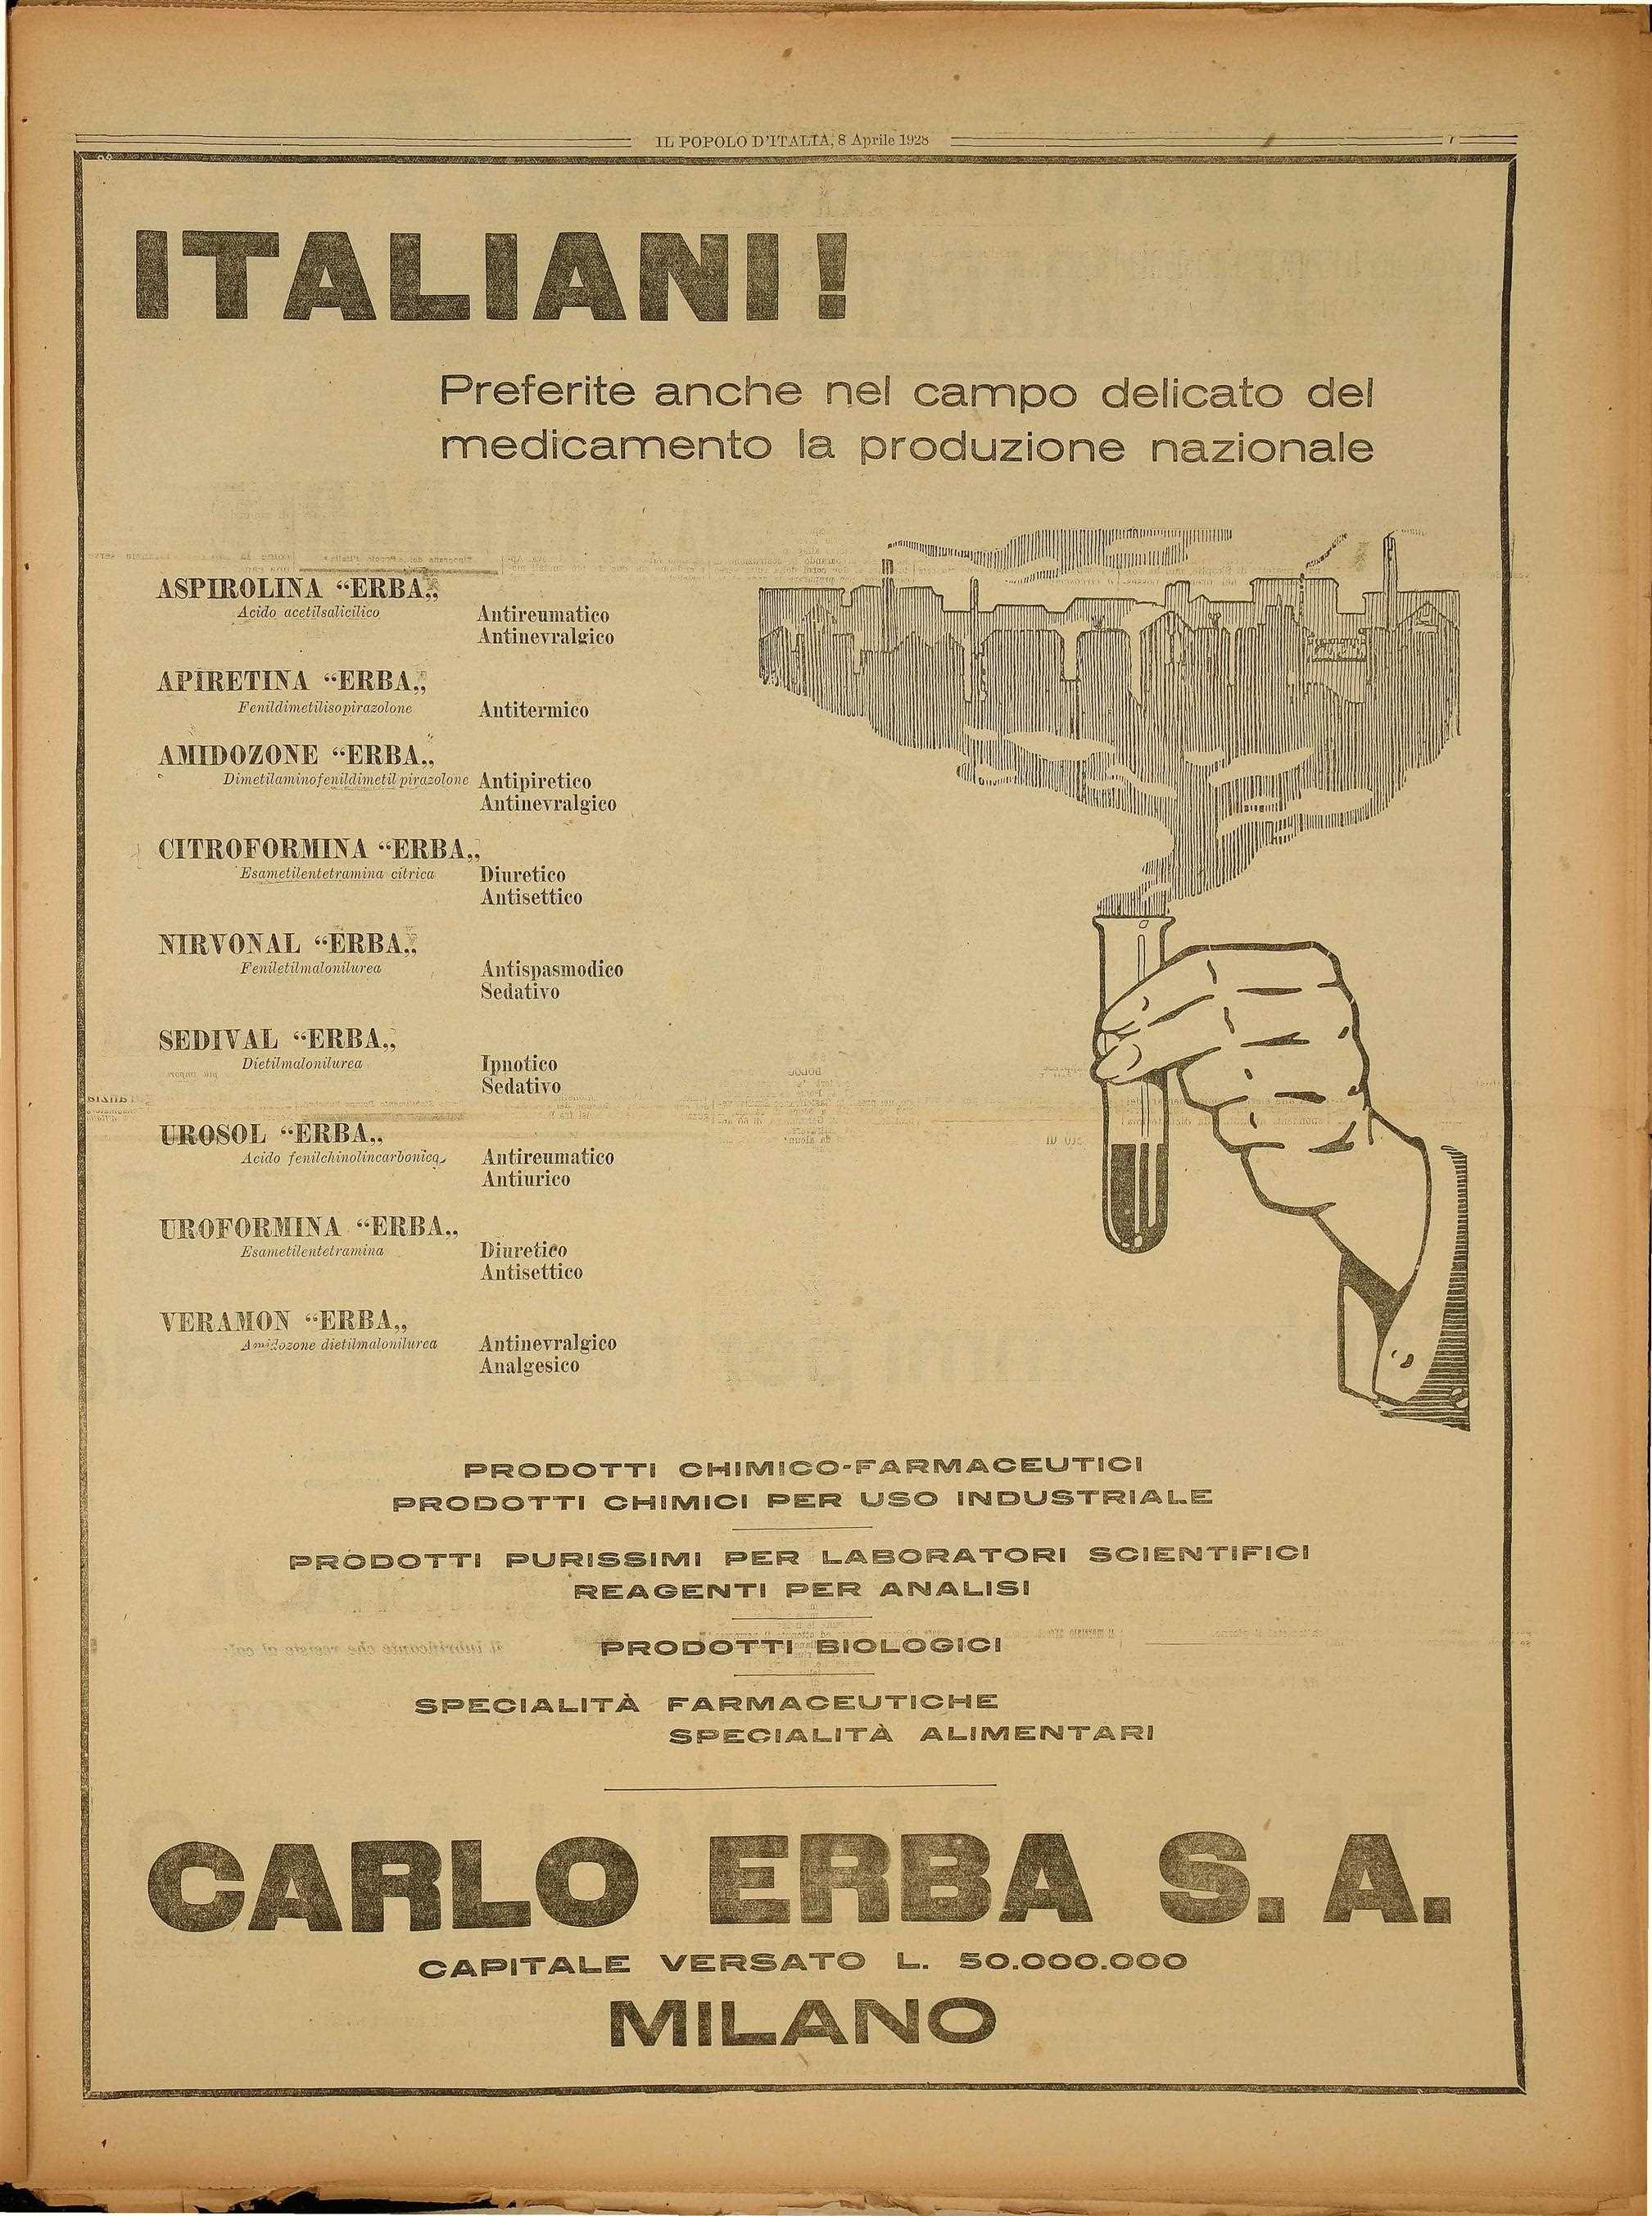 IL POPOLO D'ITALIA, 8 Aprile 1928
ITALIANI!
Preferite anche nel campo delicato del
medicamento la produzione nazionale
ASPIROLINA “ERBA„
Acido acetilsalicilico
Antireumatico
Antinevralgico
APIRETINA “ERBA„
Fenildimetilisopirazolone
Antitermico
AMIDOZONE “ERBA„
Dimetilaminofenildimetil pirazolone
Antipiretico
Antinevralgico
CITROFORMINA “ERBA„
Esametilentetramina citrica
Diuretico
Antisettico
NIRVONAL “ERBA„
Feniletilmalonilurea
Antispasmodico
Sedativo
SEDIVAL “ERBA„
Dietilmalonilurea
Ipnotico
Sedativo
UROSOL “ERBA„
Acido fenilchinolincarbonico
Antireumatico
Antiurico
UROFORMINA “ERBA„
Esametilentetramina
Diuretico
Antisettico
VERAMON “ERBA„
Amidozone dietilmalonilurea
Antinevralgico
Analgesico
PRODOTTI CHIMICO-FARMACEUTICI
PRODOTTI CHIMICI PER USO INDUSTRIALE
PRODOTTI PURISSIMI PER LABORATORI SCIENTIFICI
REAGENTI PER ANALISI
PRODOTTI BIOLOGICI
SPECIALITÀ FARMACEUTICHE
SPECIALITÀ ALIMENTARI
CARLO ERBA S. A.
CAPITALE VERSATO L. 50.000.000
MILANO